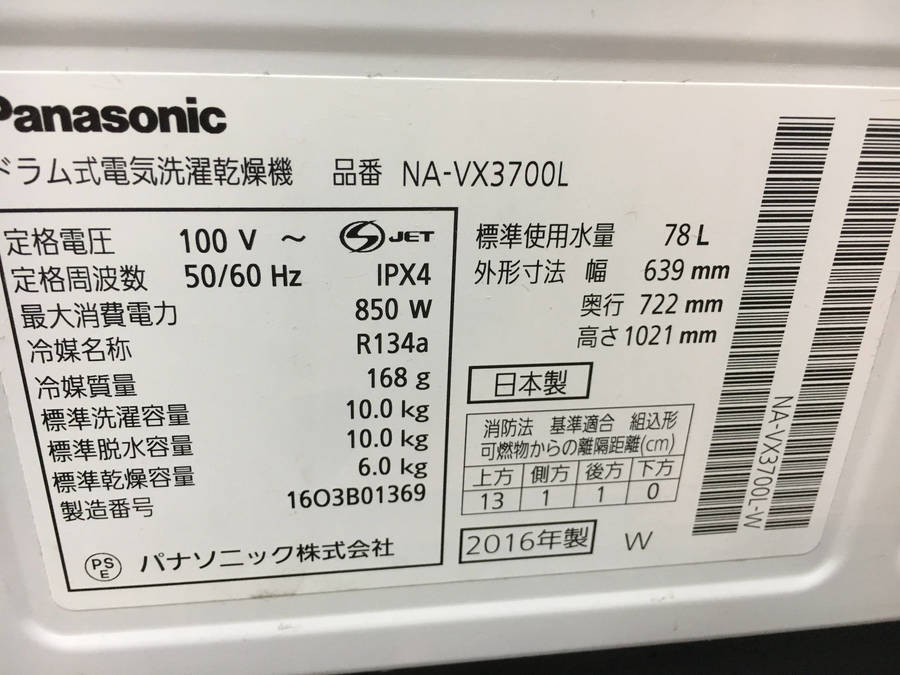 Panasonic
ドラム式電気洗濯乾燥機 品番 NA-VX3700L
定格電圧 100 V ~ S JET
定格周波数 50/60 Hz IPX4
最大消費電力 850 W
冷媒名称 R134a
冷媒質量 168 g
標準洗濯容量 10.0 kg
標準脱水容量 10.0 kg
標準乾燥容量 6.0 kg
製造番号 16O3B01369
PS
E
パナソニック株式会社
標準使用水量 78 L
外形寸法 幅 639 mm
奥行 722 mm
高さ 1021 mm
日本製
消防法 基準適合 組込形
可燃物からの離隔距離(cm)
上方 側方 後方 下方
13 1 1 0
2016年製 W
NA-VX3700L-W